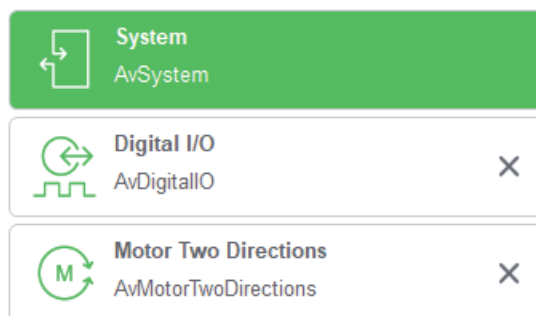 System
AvSystem
Digital I/O
AvDigitalIO
M
Motor Two Directions
AvMotorTwoDirections